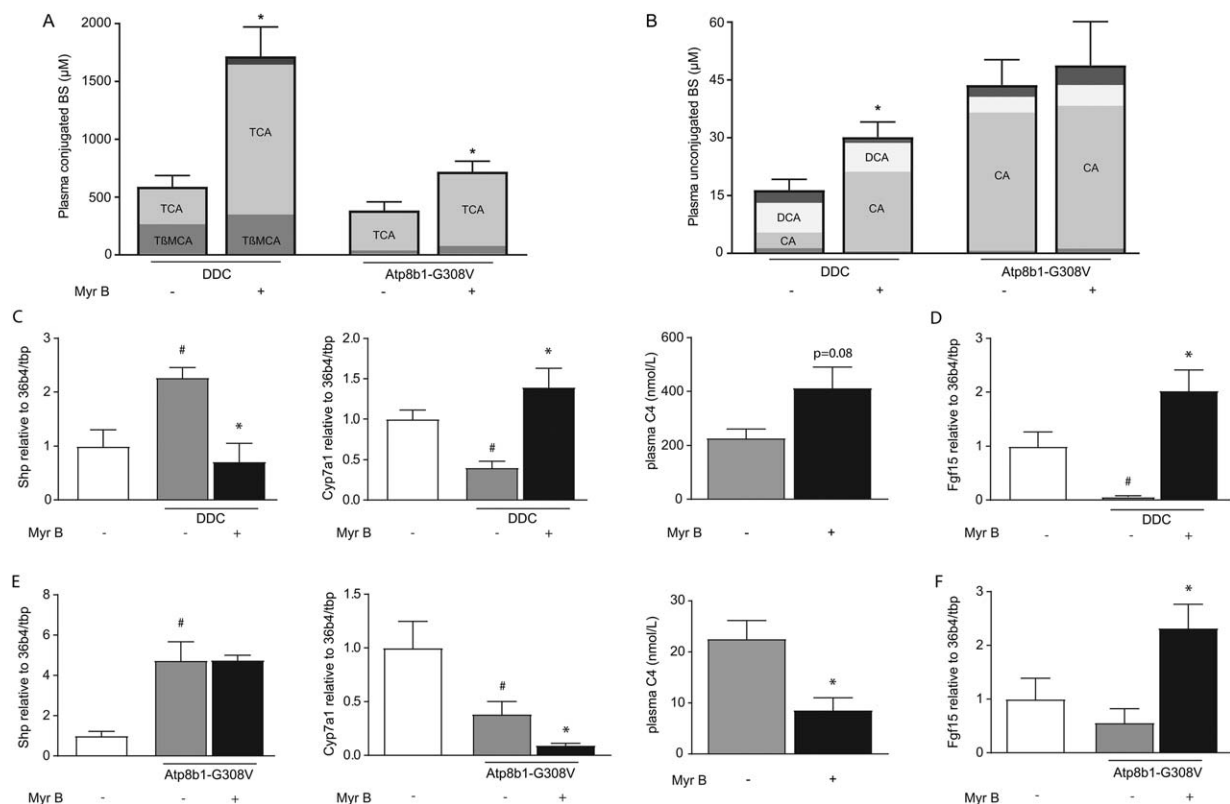 A
Plasma conjugated BS (µM)
2000
1500
1000
500
0
*
TCA
TßMCA
TCA
TßMCA
*
TCA
TCA
DDC
Atp8b1-G308V
Myr B - + - +
B
Plasma unconjugated BS (µM)
60
45
30
15
0
*
DCA
CA
DCA
CA
CA
CA
DDC
Atp8b1-G308V
- + - +
C
Shp relative to 36b4/tbp
3
2
1
0
#
*
DDC
Myr B - - +
Cyp7a1 relative to 36b4/tbp
2.0
1.5
1.0
0.5
0.0
#
*
DDC
- - +
plasma C4 (nmol/L)
600
400
200
0
p=0.08
- +
D
Fgf15 relative to 36b4/tbp
3
2
1
0
#
*
DDC
Myr B - - +
E
Shp relative to 36b4/tbp
8
6
4
2
0
#
Atp8b1-G308V
Myr B - - +
Cyp7a1 relative to 36b4/tbp
1.5
1.0
0.5
0.0
#
*
Atp8b1-G308V
- - +
plasma C4 (nmol/L)
30
20
10
0
*
Myr B - +
F
Fgf15 relative to 36b4/tbp
3
2
1
0
*
Atp8b1-G308V
Myr B - - +